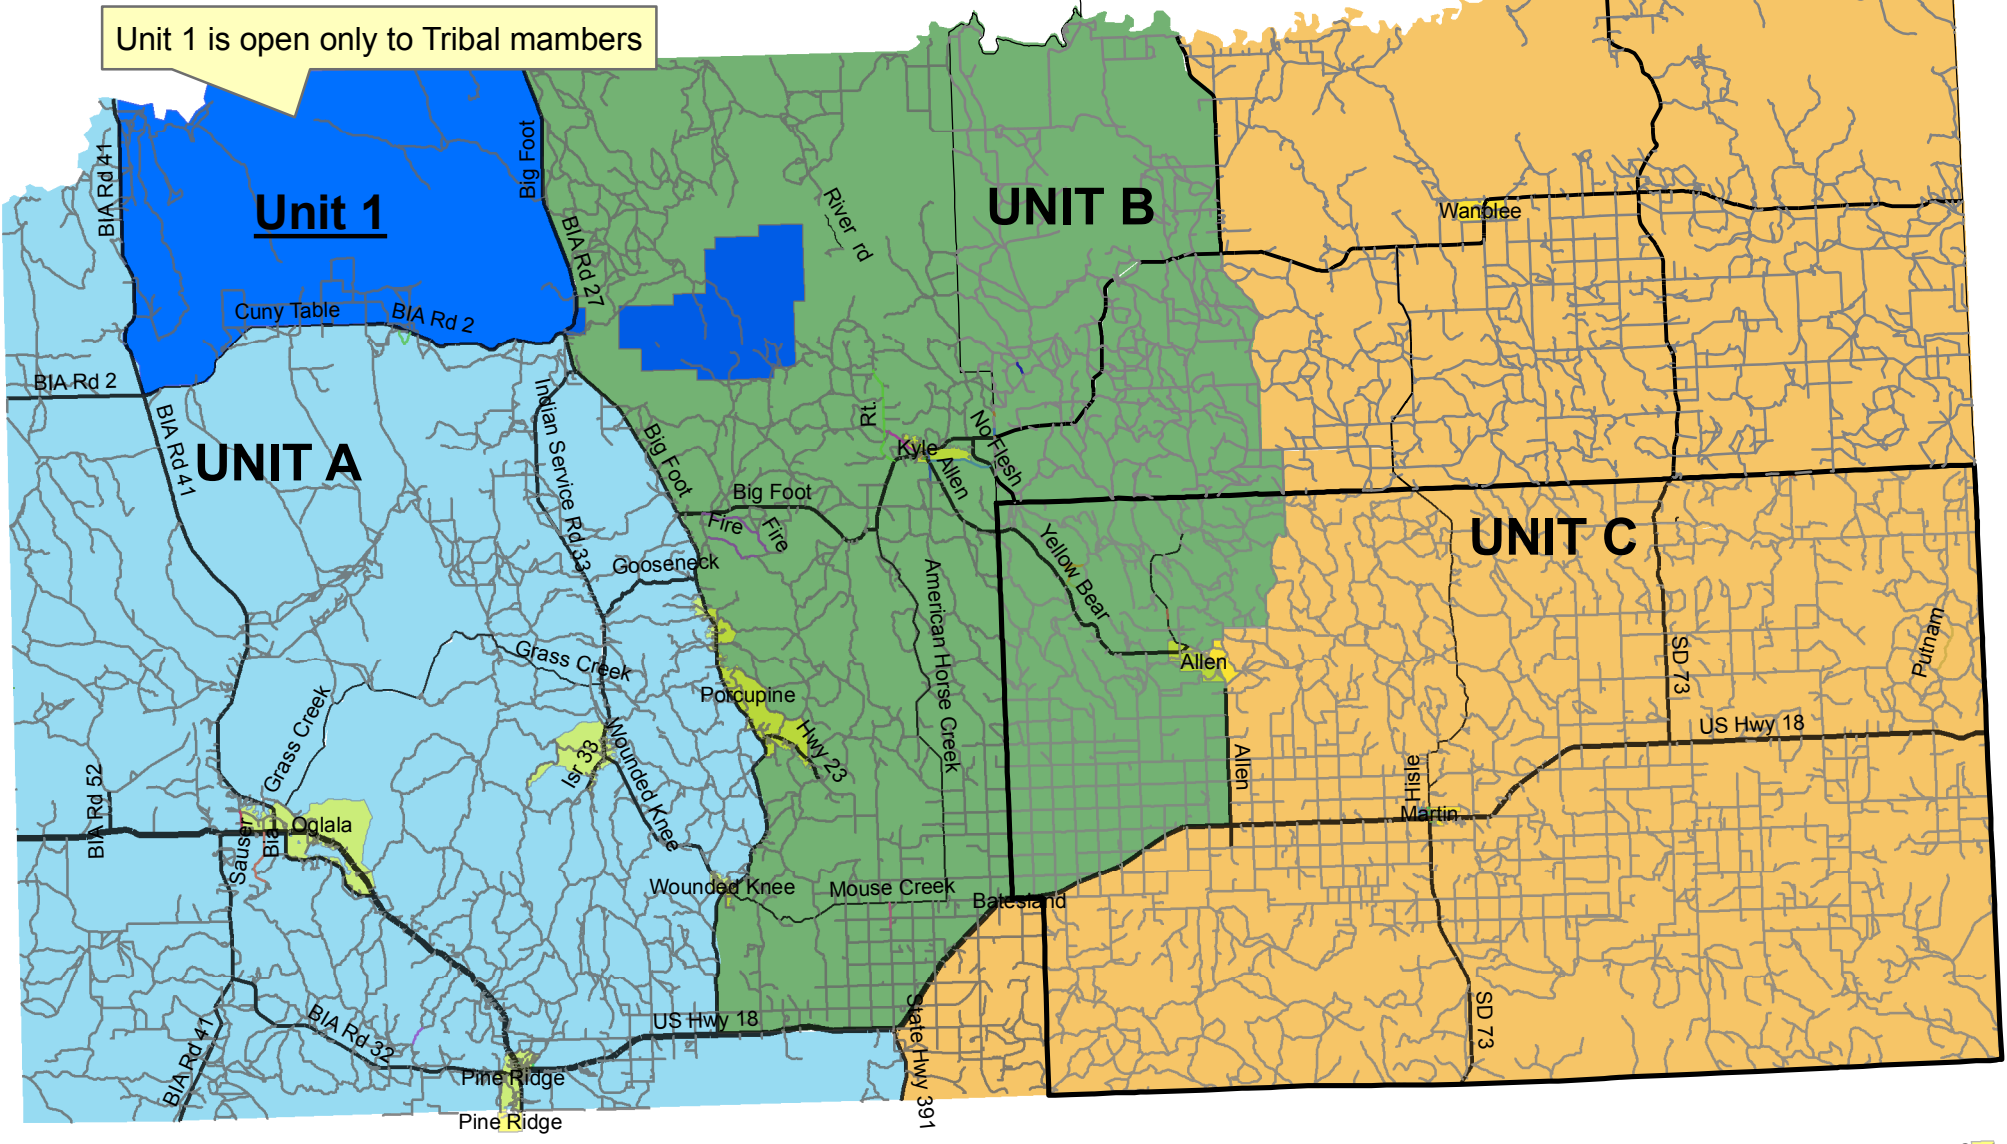 Unit 1 is open only to Tribal mambers
BIA Rd 41
Big Foot
Unit 1
UNIT B
River rd
Wanblee
BIA Rd 27
Cuny Table
BIA Rd 2
BIA Rd 2
BIA Rd 41
UNIT A
Indian Service Rd 33
Big Foot
Rt.
Kyle
Allen
No Flesh
Big Foot
Fire
Fire
UNIT C
Gooseneck
Yellow Bear
American Horse Creek
Grass Creek
Allen
SD 73
Putnam
Porcupine
Grass Creek
Hwy 23
US Hwy 18
Isr 33
Wounded Knee
Allen
Hisle
Martin
BIA Rd 52
Sauser
Bia 1
Oglala
Wounded Knee
Mouse Creek
Batesland
BIA Rd 41
BIA Rd 32
US Hwy 18
State Hwy 391
SD 73
Pine Ridge
Pine Ridge